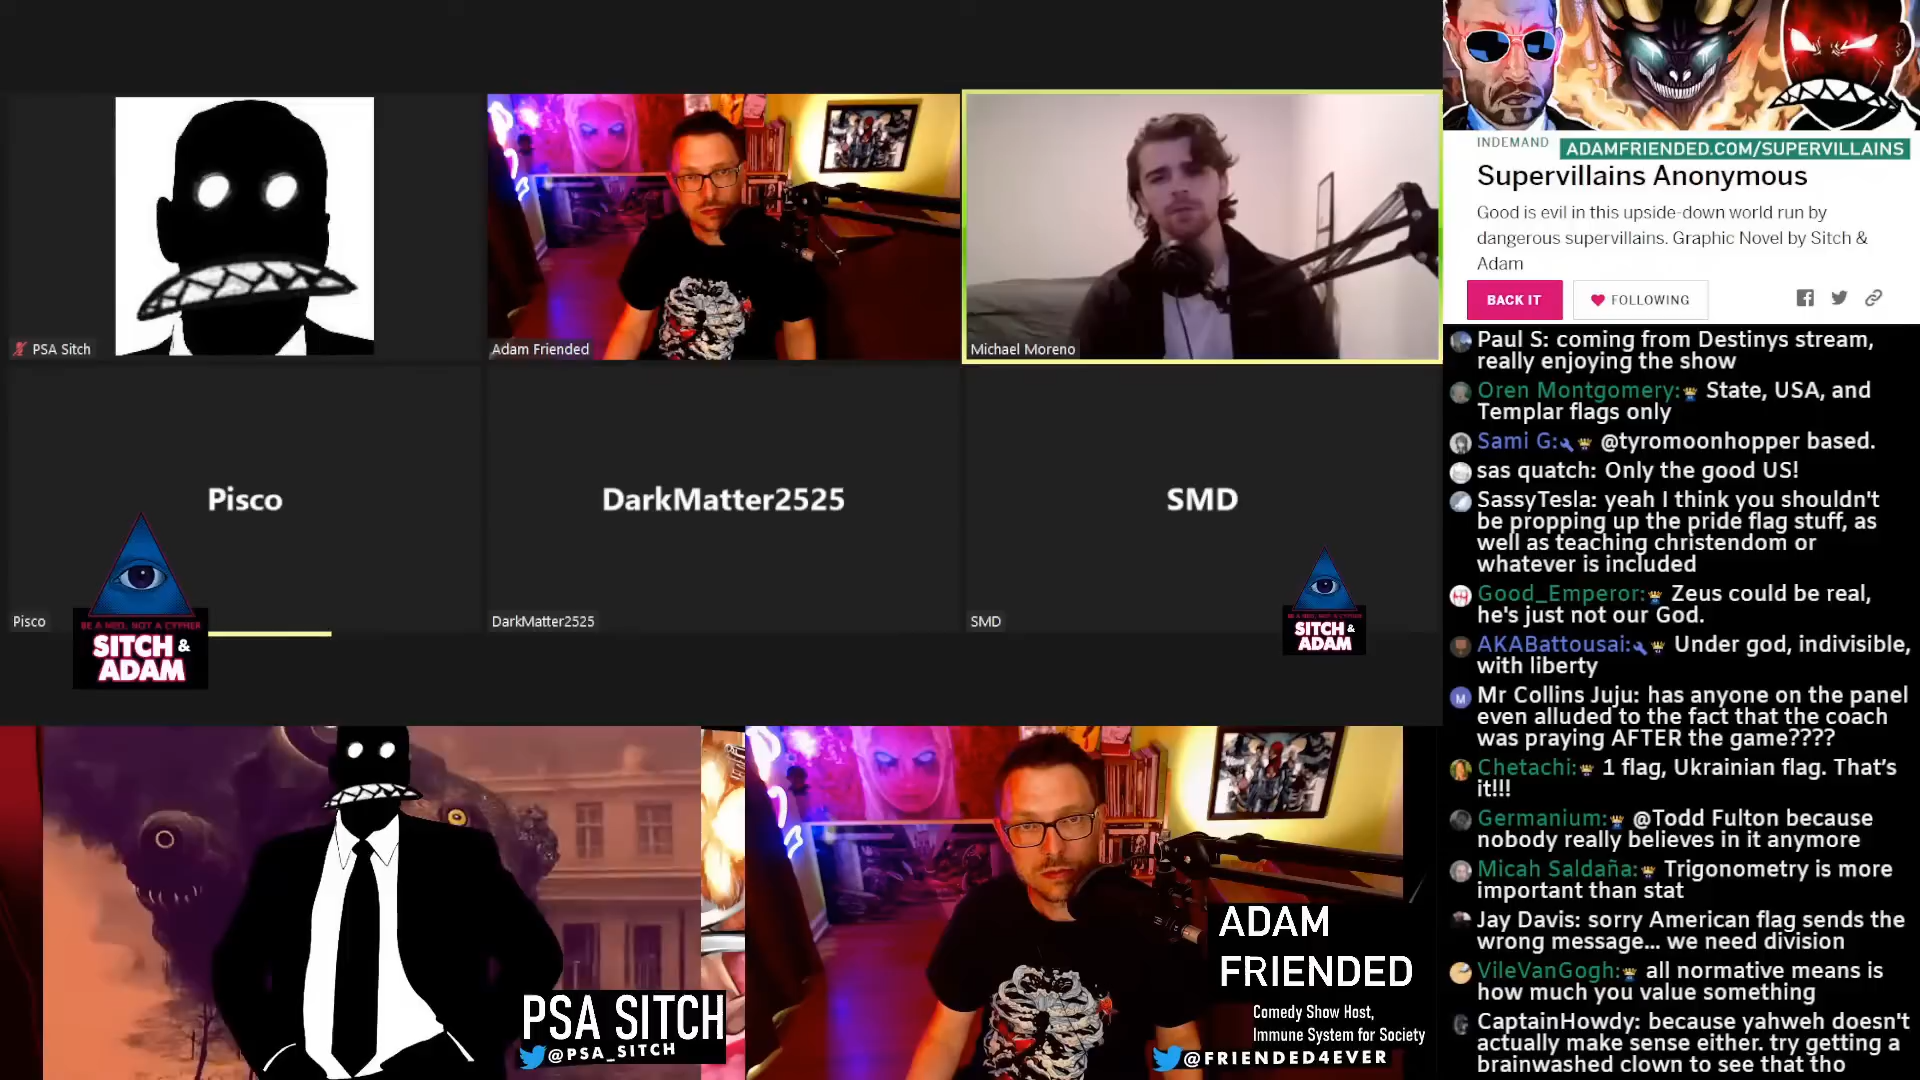 PSA Sitch
Adam Friended
Michael Moreno
Pisco
DarkMatter2525
SMD
Pisco
DarkMatter2525
SMD
BE A NEO, NOT A CYPHER
SITCH &
ADAM
BE A NEO, NOT A CYPHER
SITCH &
ADAM
PSA SITCH
@PSA_SITCH
ADAM
FRIENDED
Comedy Show Host,
Immune System for Society
@FRIENDED4EVER
INDEMAND
ADAMFRIENDED.COM/SUPERVILLAINS
Supervillains Anonymous
Good is evil in this upside-down world run by
dangerous supervillains. Graphic Novel by Sitch &
Adam
BACK IT
FOLLOWING
Paul S: coming from Destinys stream,
really enjoying the show
Oren Montgomery: State, USA, and
Templar flags only
Sami G: @tyromoonhopper based.
sas quatch: Only the good US!
SassyTesla: yeah I think you shouldn't
be propping up the pride flag stuff, as
well as teaching christendom or
whatever is included
Good_Emperor: Zeus could be real,
he's just not our God.
AKABattousai: Under god, indivisible,
with liberty
M Mr Collins Juju: has anyone on the panel
even alluded to the fact that the coach
was praying AFTER the game????
Chetachi: 1 flag, Ukrainian flag. That's
it!!!
Germanium: @Todd Fulton because
nobody really believes in it anymore
Micah Saldaña: Trigonometry is more
important than stat
Jay Davis: sorry American flag sends the
wrong message... we need division
VileVanGogh: all normative means is
how much you value something
CaptainHowdy: because yahweh doesn't
actually make sense either. try getting a
brainwashed clown to see that tho